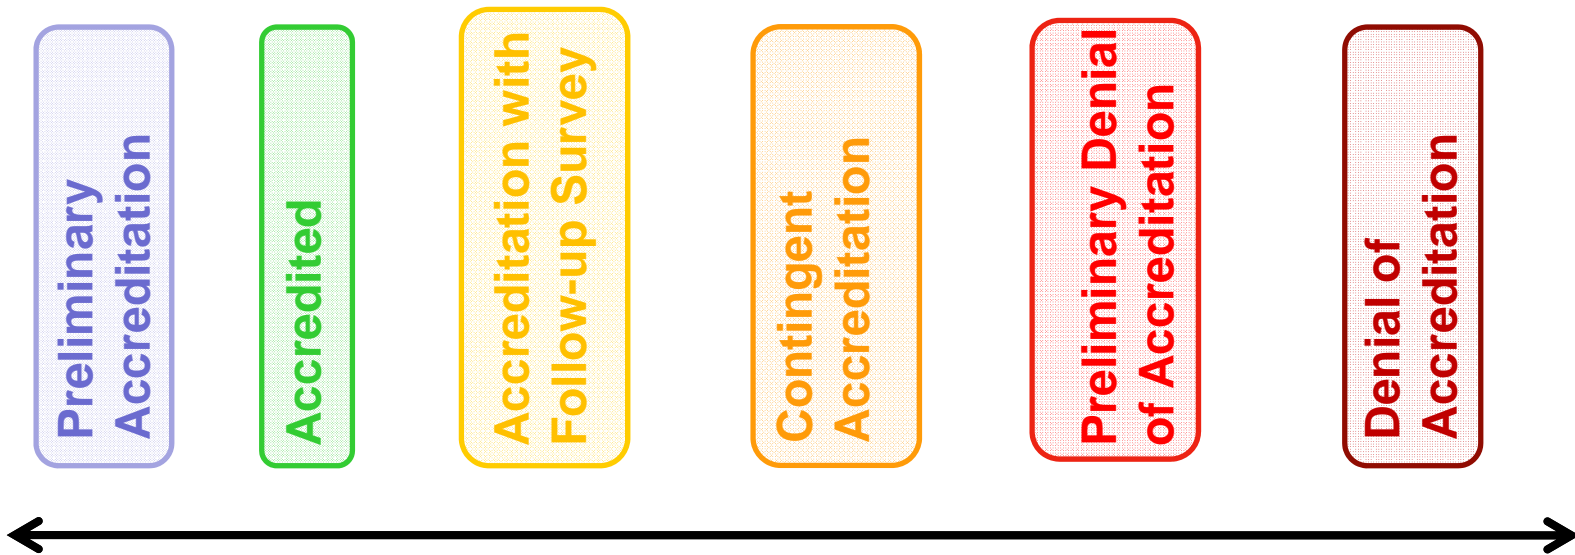 Preliminary
Accreditation
Accredited
Accreditation with
Follow-up Survey
Contingent
Accreditation
Preliminary Denial
of Accreditation
Denial of
Accreditation